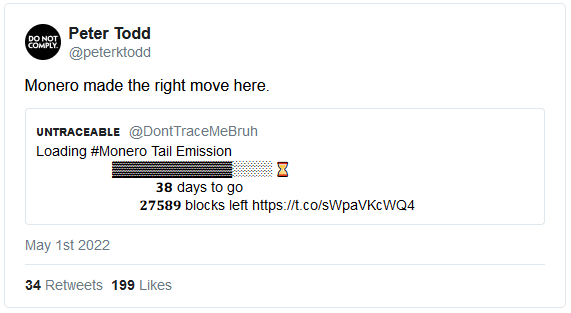 DO NOT
COMPLY.
Peter Todd
@peterktodd
Monero made the right move here.
UNTRACEABLE @DontTraceMeBruh
Loading #Monero Tail Emission
▓▓▓▓▓▓▓▓▓▓▓▓▓▓▓░░░░░⏳
38 days to go
27589 blocks left https://t.co/sWpaVKcWQ4
May 1st 2022
34 Retweets 199 Likes